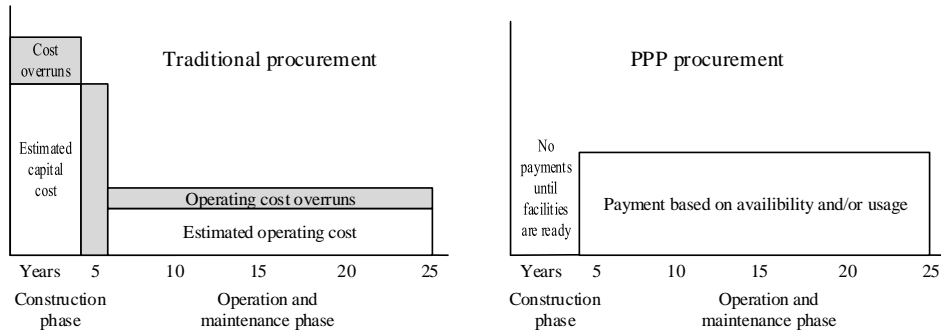 Cost
overruns
Traditional procurement
Estimated
capital
cost
Operating cost overruns
Estimated operating cost
Years 5 10 15 20 25
Construction
phase
Operation and
maintenance phase
PPP procurement
No
payments
until
facilities
are ready
Payment based on availibility and/or usage
Years 5 10 15 20 25
Construction
phase
Operation and
maintenance phase